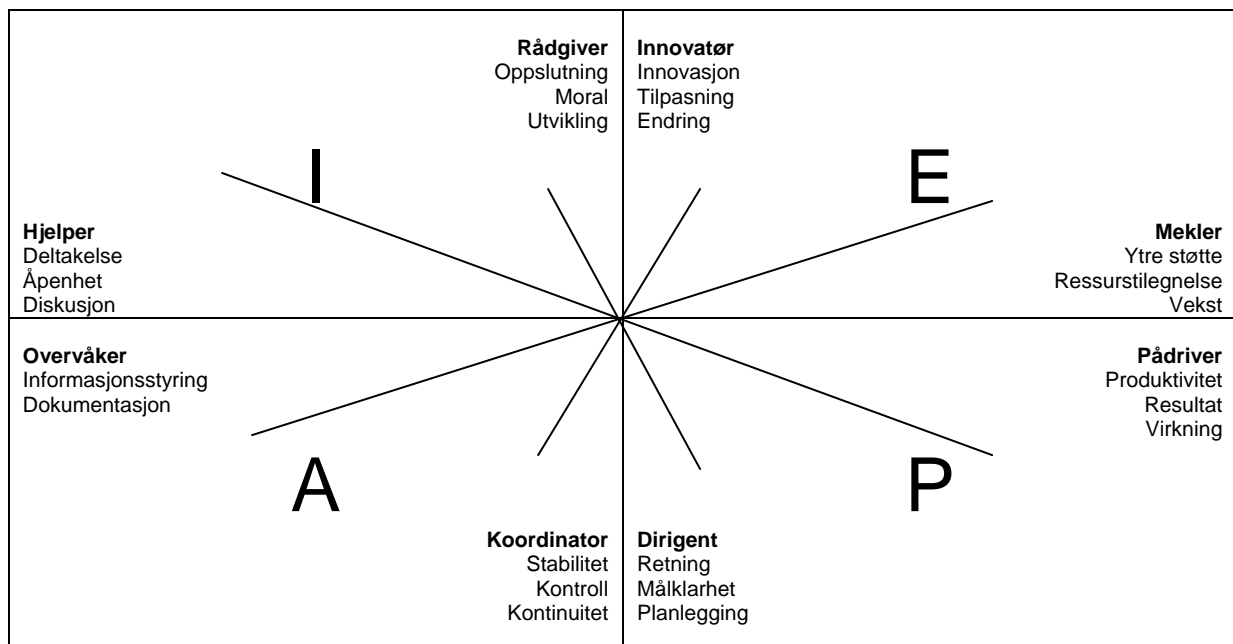 Rådgiver
Oppslutning
Moral
Utvikling
Innovatør
Innovasjon
Tilpasning
Endring
I
E
Hjelper
Deltakelse
Åpenhet
Diskusjon
Mekler
Ytre støtte
Ressurstilegnelse
Vekst
Overvåker
Informasjonsstyring
Dokumentasjon
Pådriver
Produktivitet
Resultat
Virkning
A
P
Koordinator
Stabilitet
Kontroll
Kontinuitet
Dirigent
Retning
Målklarhet
Planlegging